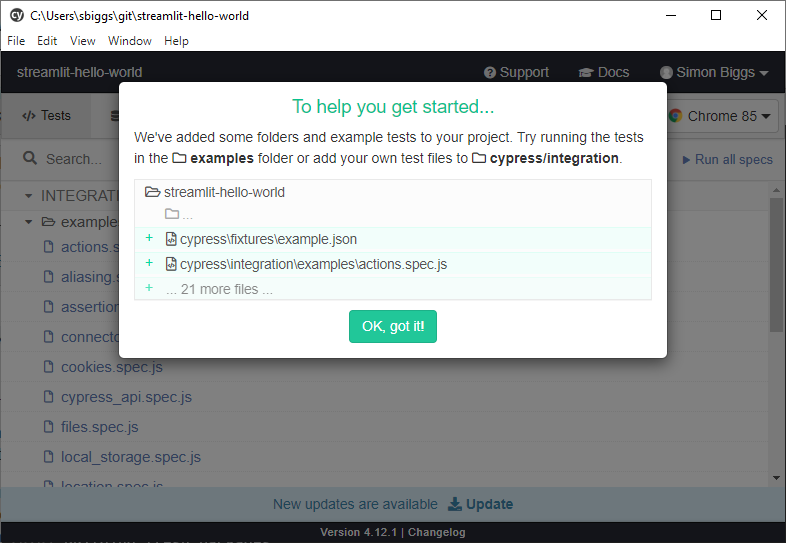 C:\Users\sbiggs\git\streamlit-hello-world
File Edit View Window Help
streamlit-hello-world Support Docs Simon Biggs
Tests Chrome 85
To help you get started...
We've added some folders and example tests to your project. Try running the tests
in the examples folder or add your own test files to cypress/integration.
Search... Run all specs
streamlit-hello-world
...
+ cypress\fixtures\example.json
+ cypress\integration\examples\actions.spec.js
+ ... 21 more files ...
OK, got it!
INTEGRATI
example
actions.s
aliasing.s
assertion
connecto
cookies.spec.js
cypress_api.spec.js
files.spec.js
local_storage.spec.js
location.spec.js
New updates are available Update
Version 4.12.1 | Changelog